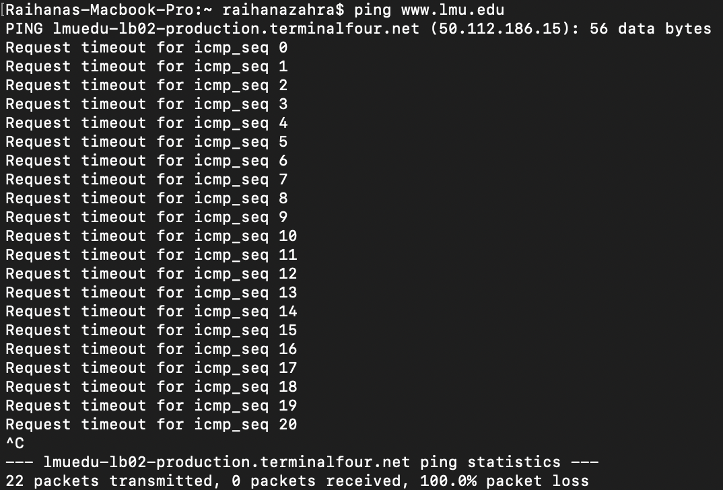 [Raihanas-Macbook-Pro:~ raihanazahra$ ping www.lmu.edu
PING lmuedu-lb02-production.terminalfour.net (50.112.186.15): 56 data bytes
Request timeout for icmp_seq 0
Request timeout for icmp_seq 1
Request timeout for icmp_seq 2
Request timeout for icmp_seq 3
Request timeout for icmp_seq 4
Request timeout for icmp_seq 5
Request timeout for icmp_seq 6
Request timeout for icmp_seq 7
Request timeout for icmp_seq 8
Request timeout for icmp_seq 9
Request timeout for icmp_seq 10
Request timeout for icmp_seq 11
Request timeout for icmp_seq 12
Request timeout for icmp_seq 13
Request timeout for icmp_seq 14
Request timeout for icmp_seq 15
Request timeout for icmp_seq 16
Request timeout for icmp_seq 17
Request timeout for icmp_seq 18
Request timeout for icmp_seq 19
Request timeout for icmp_seq 20
^C
--- lmuedu-lb02-production.terminalfour.net ping statistics ---
22 packets transmitted, 0 packets received, 100.0% packet loss